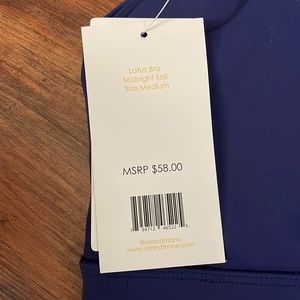 Lotus Bra
Midnight Sail
Size Medium
MSRP $58.00
@solandmane
www.solandmane.com